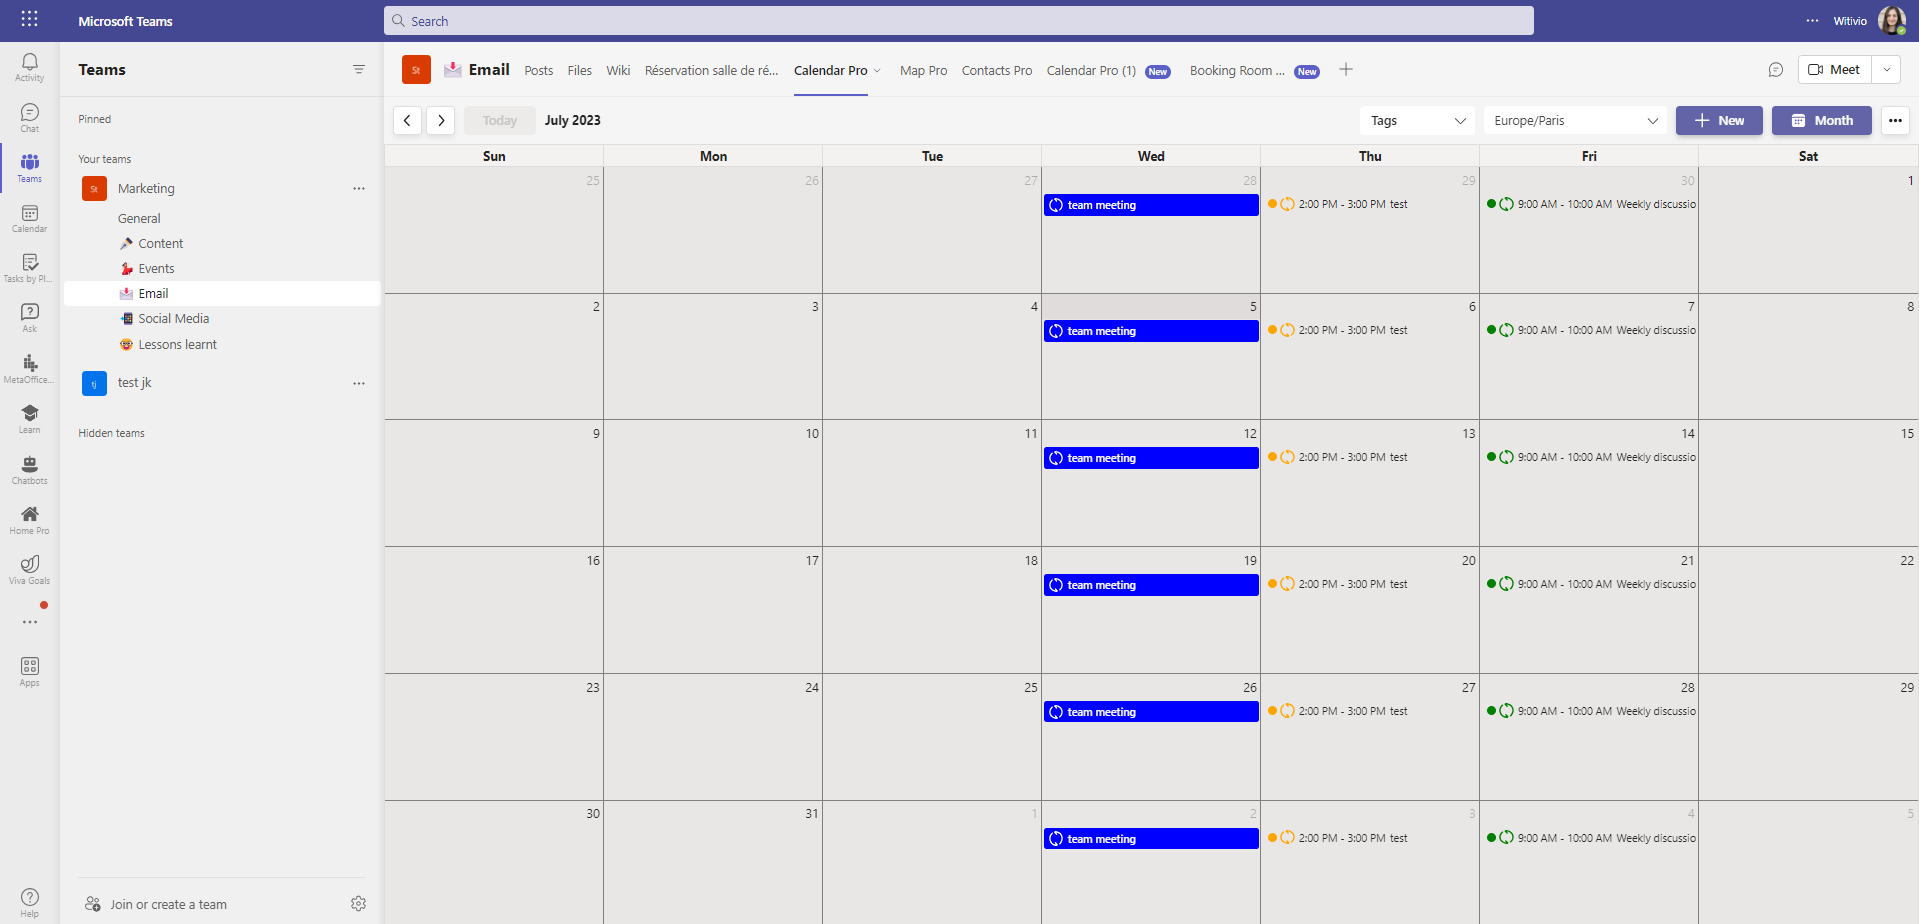 Microsoft Teams
Search
Witivio
Activity
Chat
Teams
Calendar
Tasks by Pl...
Ask
MetaOffice...
Learn
Chatbots
Home Pro
Viva Goals
Apps
Help
Teams
Pinned
Your teams
St Marketing
General
Content
Events
Email
Social Media
Lessons learnt
tj test jk
Hidden teams
Join or create a team
St Email Posts Files Wiki Réservation salle de ré... Calendar Pro Map Pro Contacts Pro Calendar Pro (1) New Booking Room ... New Meet
Today July 2023 Tags Europe/Paris New Month
Sun Mon Tue Wed Thu Fri Sat
25 26 27 28 29 30 1
team meeting 2:00 PM - 3:00 PM test 9:00 AM - 10:00 AM Weekly discussio
2 3 4 5 6 7 8
team meeting 2:00 PM - 3:00 PM test 9:00 AM - 10:00 AM Weekly discussio
9 10 11 12 13 14 15
team meeting 2:00 PM - 3:00 PM test 9:00 AM - 10:00 AM Weekly discussio
16 17 18 19 20 21 22
team meeting 2:00 PM - 3:00 PM test 9:00 AM - 10:00 AM Weekly discussio
23 24 25 26 27 28 29
team meeting 2:00 PM - 3:00 PM test 9:00 AM - 10:00 AM Weekly discussio
30 31 1 2 3 4 5
team meeting 2:00 PM - 3:00 PM test 9:00 AM - 10:00 AM Weekly discussio